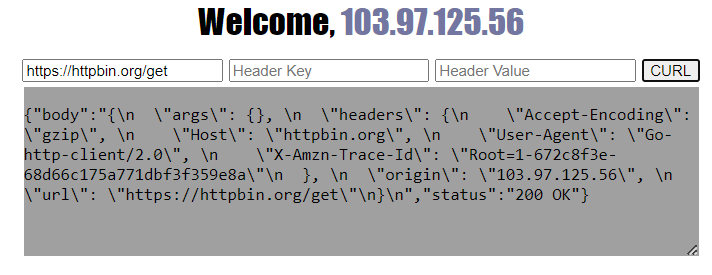 Welcome, 103.97.125.56
https://httpbin.org/get Header Key Header Value CURL
{"body":"{\n  \"args\": {}, \n  \"headers\": {\n    \"Accept-Encoding\":
\"gzip\", \n    \"Host\": \"httpbin.org\", \n    \"User-Agent\": \"Go-
http-client/2.0\", \n    \"X-Amzn-Trace-Id\": \"Root=1-672c8f3e-
68d66c175a771dbf3f359e8a\"\n  }, \n  \"origin\": \"103.97.125.56\", \n
\"url\": \"https://httpbin.org/get\"\n}\n","status":"200 OK"}